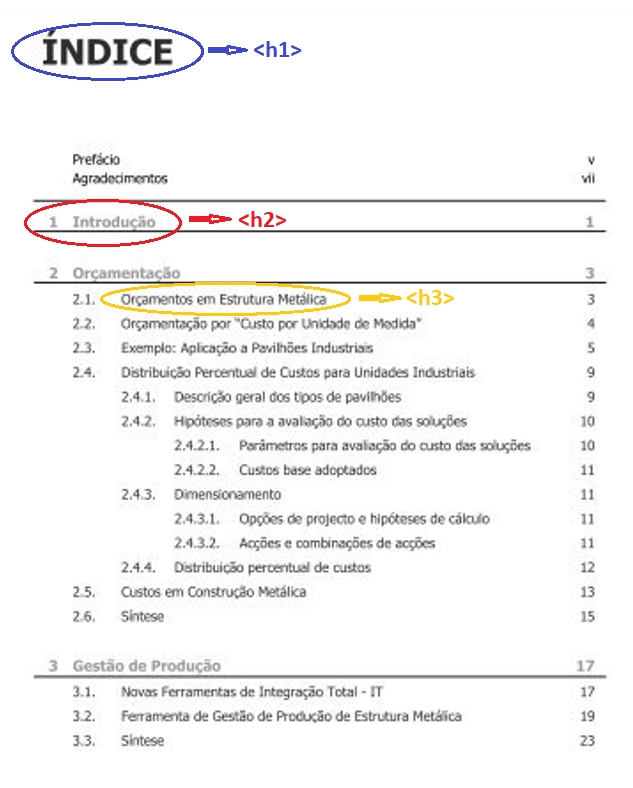 ÍNDICE <h1>
Prefácio v
Agradecimentos vii
1 Introdução <h2> 1
2 Orçamentação 3
2.1. Orçamentos em Estrutura Metálica <h3> 3
2.2. Orçamentação por “Custo por Unidade de Medida” 4
2.3. Exemplo: Aplicação a Pavilhões Industriais 5
2.4. Distribuição Percentual de Custos para Unidades Industriais 9
2.4.1. Descrição geral dos tipos de pavilhões 9
2.4.2. Hipóteses para a avaliação do custo das soluções 10
2.4.2.1. Parâmetros para avaliação do custo das soluções 10
2.4.2.2. Custos base adoptados 11
2.4.3. Dimensionamento 11
2.4.3.1. Opções de projecto e hipóteses de cálculo 11
2.4.3.2. Acções e combinações de acções 11
2.4.4. Distribuição percentual de custos 12
2.5. Custos em Construção Metálica 13
2.6. Síntese 15
3 Gestão de Produção 17
3.1. Novas Ferramentas de Integração Total - IT 17
3.2. Ferramenta de Gestão de Produção de Estrutura Metálica 19
3.3. Síntese 23